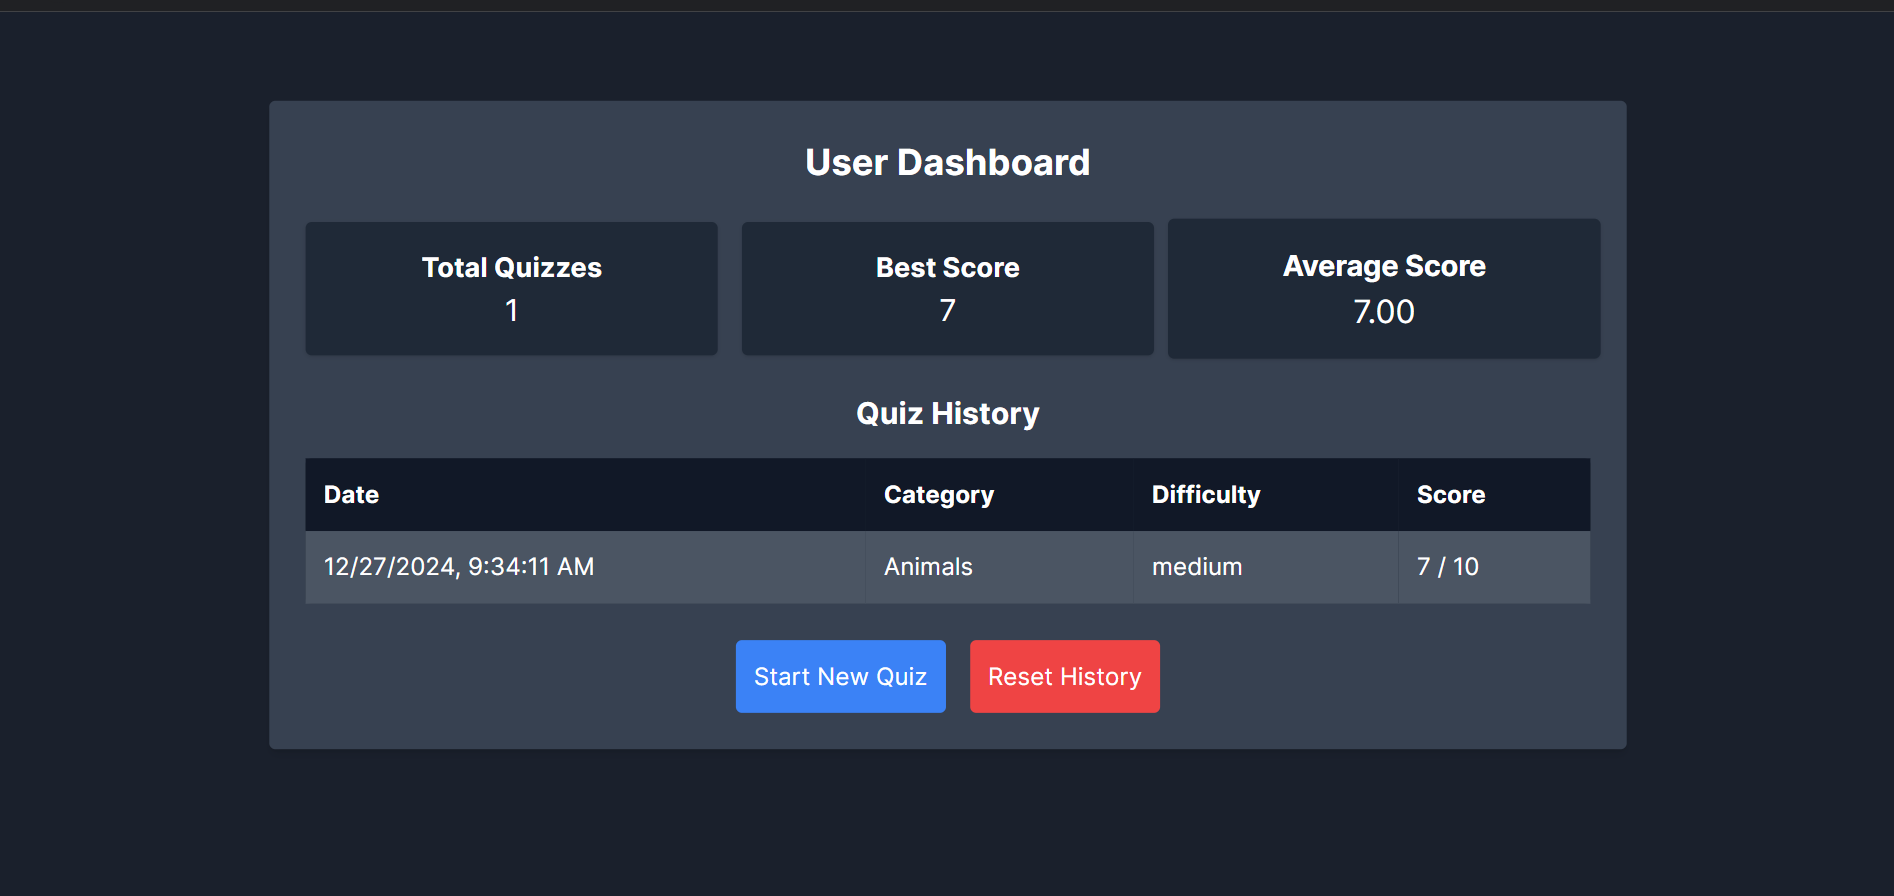 User Dashboard
Total Quizzes
1
Best Score
7
Average Score
7.00
Quiz History
Date Category Difficulty Score
12/27/2024, 9:34:11 AM Animals medium 7 / 10
Start New Quiz Reset History